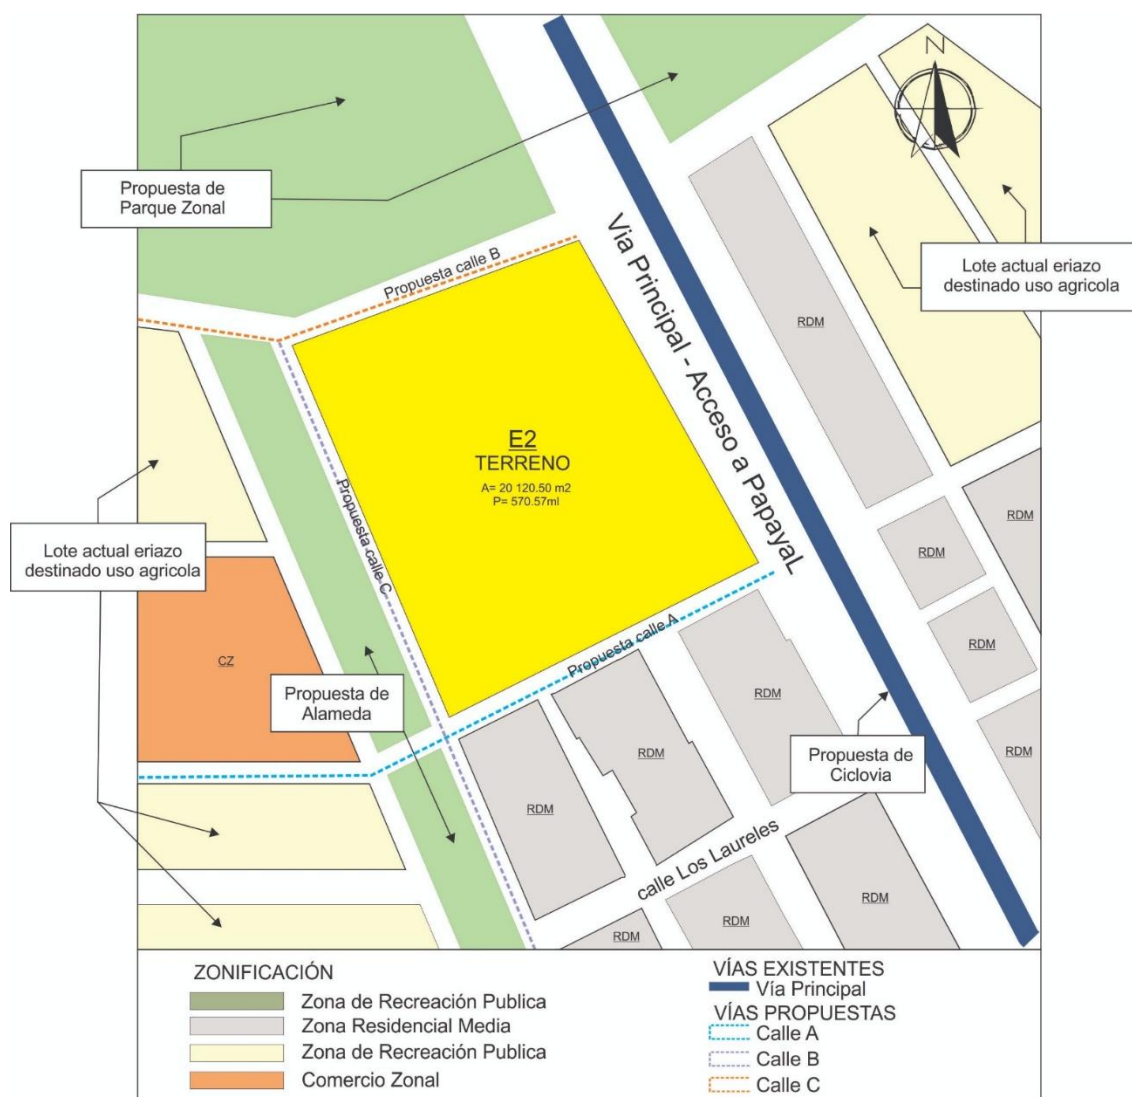 N
Propuesta de
Parque Zonal
Via Principal - Acceso a PapayaL
Lote actual eriazo
destinado uso agricola
Propuesta calle B
RDM
E2
TERRENO
A= 20 120.50 m2
P= 570.57ml
Propuesta calle C
RDM
RDM
Lote actual eriazo
destinado uso agricola
Propuesta calle A
CZ
RDM
Propuesta de
Alameda
RDM
RDM
RDM
Propuesta de
Ciclovia
RDM
calle Los Laureles
RDM
RDM
RDM
ZONIFICACIÓN
Zona de Recreación Publica
Zona Residencial Media
Zona de Recreación Publica
Comercio Zonal
VÍAS EXISTENTES
Vía Principal
VÍAS PROPUESTAS
Calle A
Calle B
Calle C